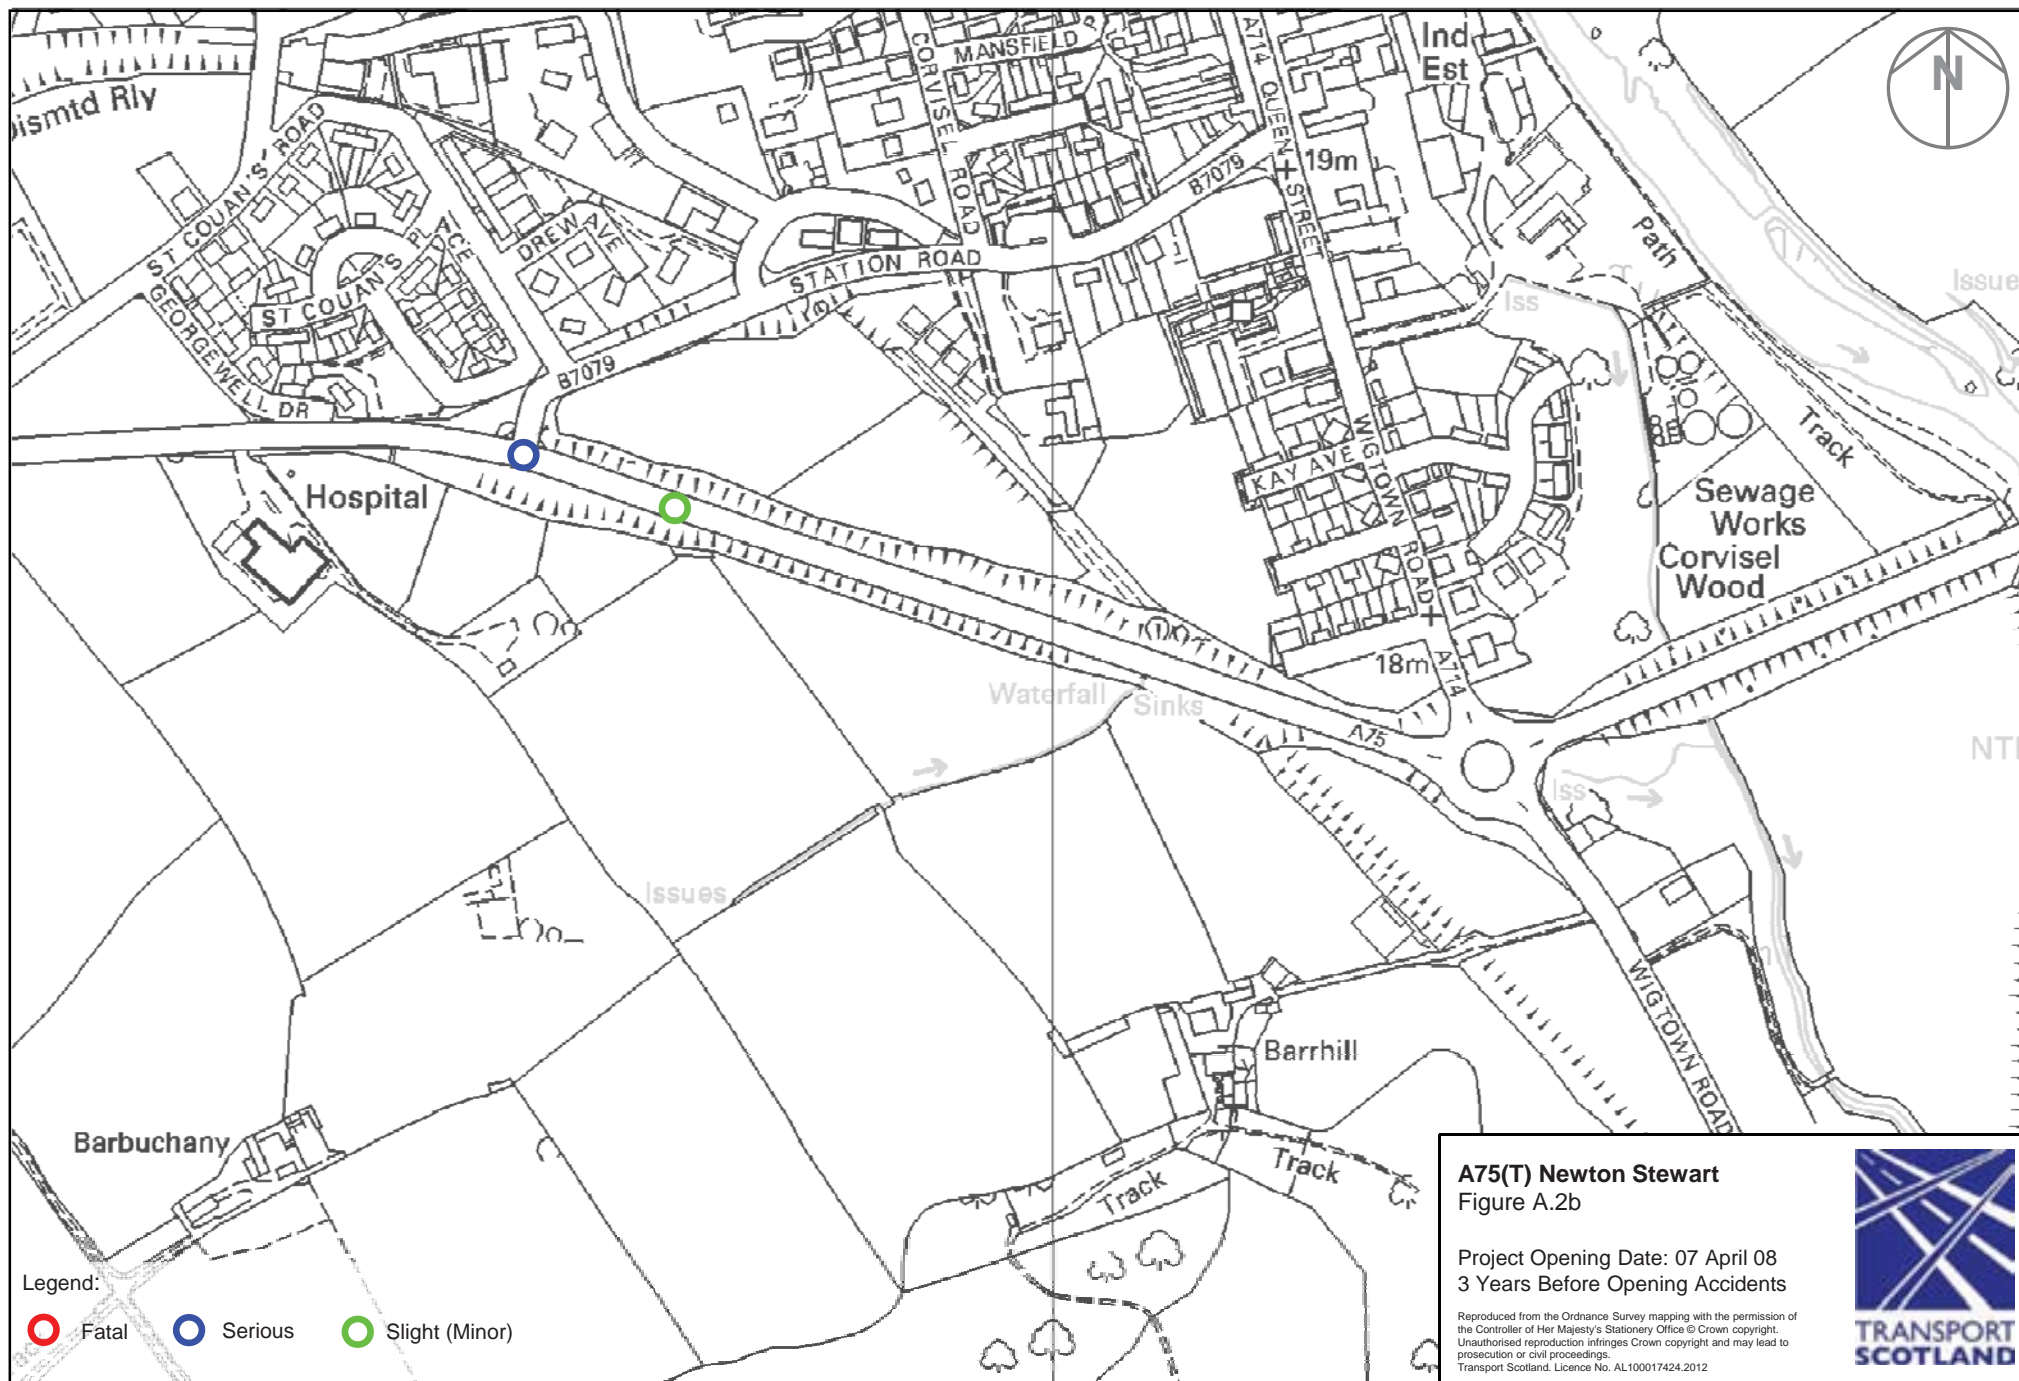 Ind
Est
MANSFIELD
CORVISEL ROAD
A714 QUEEN STREET
N
Dismtd Rly
ST COUAN'S ROAD
19m
B7079
Path
DREW AVE
STATION ROAD
ST COUAN'S PLACE
GEORGEWELL DR
Issue
Iss
B7079
WIGTOWN ROAD
KAY AVE
Track
Hospital
Sewage
Works
Corvisel
Wood
18m
A714
Waterfall
Sinks
A75
Iss
Issues
WIGTOWN ROAD
Barrhill
Barbuchany
Track
Track
A75(T) Newton Stewart
Figure A.2b
Project Opening Date: 07 April 08
3 Years Before Opening Accidents
Reproduced from the Ordnance Survey mapping with the permission of
the Controller of Her Majesty's Stationery Office © Crown copyright.
Unauthorised reproduction infringes Crown copyright and may lead to
prosecution or civil proceedings.
Transport Scotland. Licence No. AL100017424.2012
TRANSPORT
SCOTLAND
Legend:
Fatal
Serious
Slight (Minor)